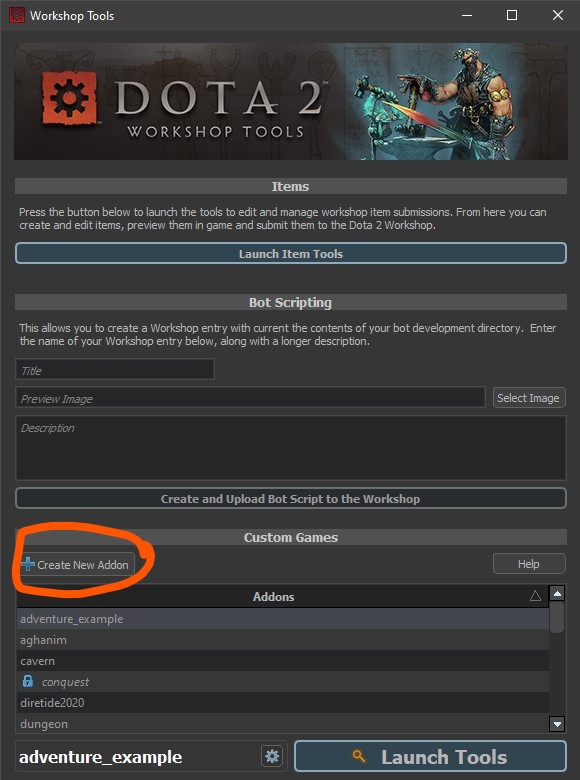 Workshop Tools
DOTA 2™
WORKSHOP TOOLS
Items
Press the button below to launch the tools to edit and manage workshop item submissions. From here you can
create and edit items, preview them in game and submit them to the Dota 2 Workshop.
Launch Item Tools
Bot Scripting
This allows you to create a Workshop entry with current the contents of your bot development directory. Enter
the name of your Workshop entry below, along with a longer description.
Title
Preview Image
Select Image
Description
Create and Upload Bot Script to the Workshop
Custom Games
Create New Addon
Help
Addons
adventure_example
aghanim
cavern
conquest
diretide2020
dungeon
adventure_example
Launch Tools